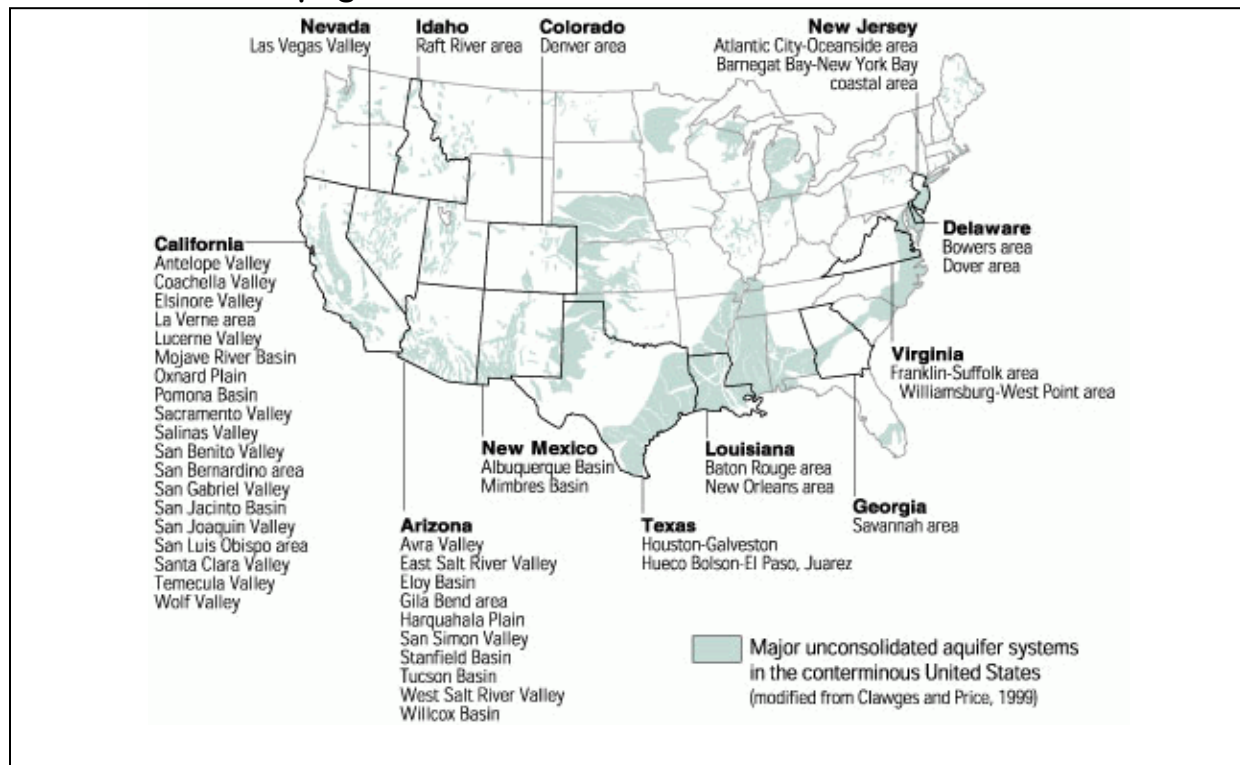 Nevada
Las Vegas Valley
Idaho
Raft River area
Colorado
Denver area
New Jersey
Atlantic City-Oceanside area
Barnegat Bay-New York Bay
coastal area
California
Antelope Valley
Coachella Valley
Elsinore Valley
La Verne area
Lucerne Valley
Mojave River Basin
Oxnard Plain
Pomona Basin
Sacramento Valley
Salinas Valley
San Benito Valley
San Bernardino area
San Gabriel Valley
San Jacinto Basin
San Joaquin Valley
San Luis Obispo area
Santa Clara Valley
Temecula Valley
Wolf Valley
Delaware
Bowers area
Dover area
Virginia
Franklin-Suffolk area
Williamsburg-West Point area
New Mexico
Albuquerque Basin
Mimbres Basin
Louisiana
Baton Rouge area
New Orleans area
Georgia
Savannah area
Arizona
Avra Valley
East Salt River Valley
Eloy Basin
Gila Bend area
Harquahala Plain
San Simon Valley
Stanfield Basin
Tucson Basin
West Salt River Valley
Willcox Basin
Texas
Houston-Galveston
Hueco Bolson-El Paso, Juarez
Major unconsolidated aquifer systems
in the conterminous United States
(modified from Clawges and Price, 1999)